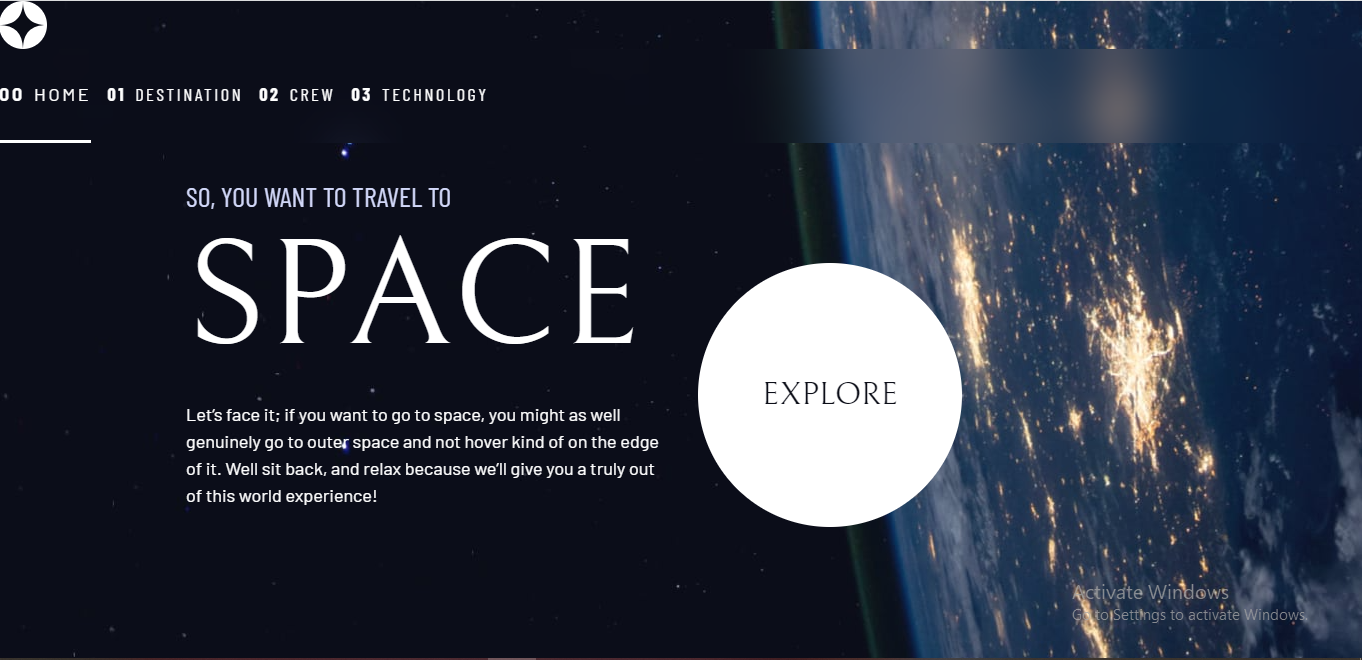 00 HOME 01 DESTINATION 02 CREW 03 TECHNOLOGY
SO, YOU WANT TO TRAVEL TO
SPACE
Let’s face it; if you want to go to space, you might as well
genuinely go to outer space and not hover kind of on the edge
of it. Well sit back, and relax because we’ll give you a truly out
of this world experience!
EXPLORE
Activate Windows
Go to Settings to activate Windows.